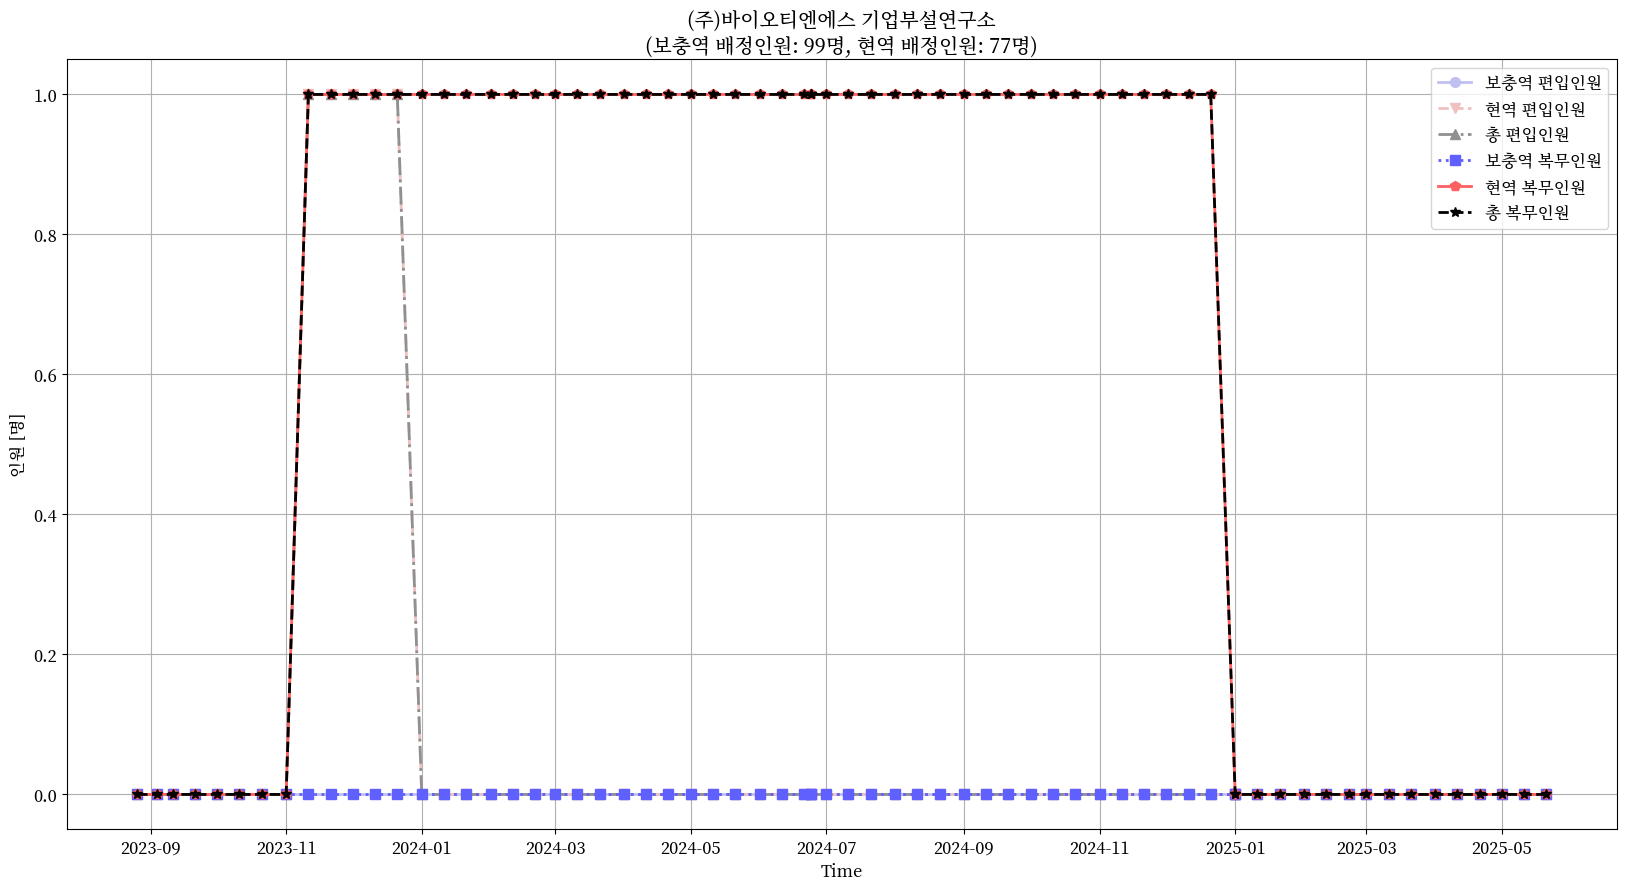 (주)바이오티엔에스 기업부설연구소
(보충역 배정인원: 99명, 현역 배정인원: 77명)
보충역 편입인원
현역 편입인원
총 편입인원
보충역 복무인원
현역 복무인원
총 복무인원
1.0
0.8
0.6
0.4
0.2
0.0
인원 [명]
2023-09
2023-11
2024-01
2024-03
2024-05
2024-07
2024-09
2024-11
2025-01
2025-03
2025-05
Time